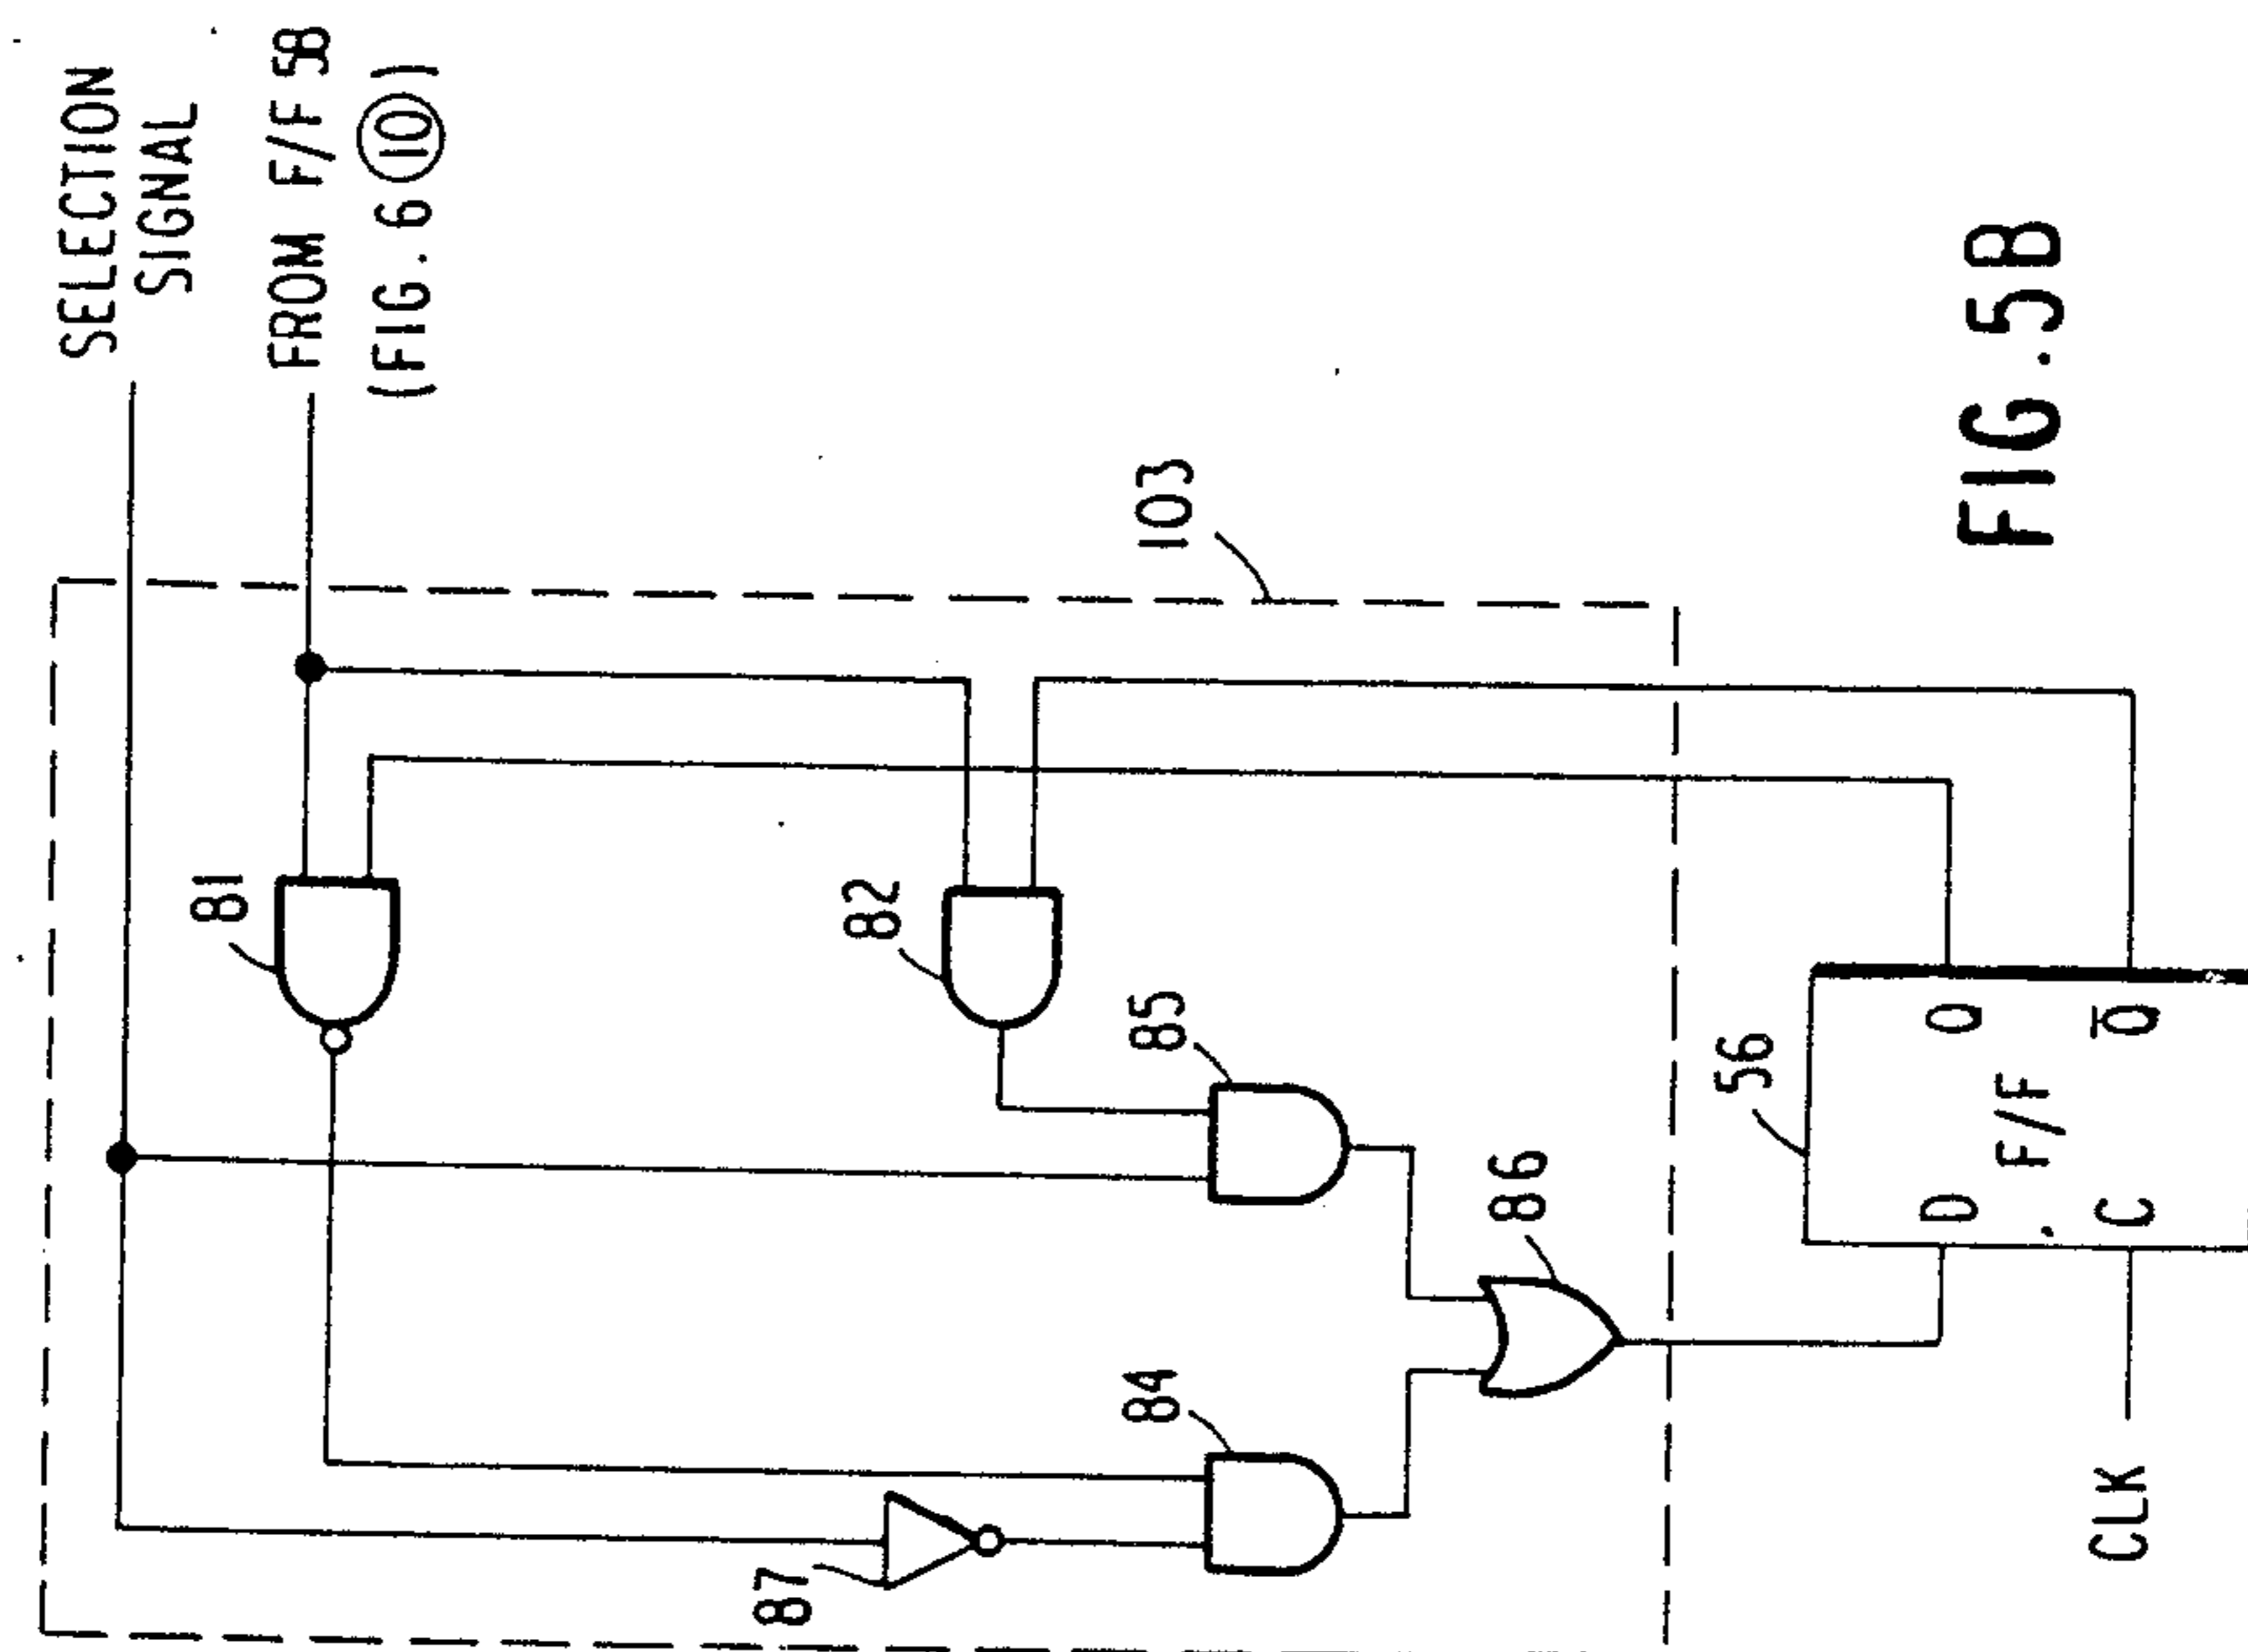 SELECTION
SIGNAL
81
FROM F/F 58
(FIG. 6 ⑩)
87
82
84
85
103
86
56
D Q
F/F
CLK C Q̄
FIG. 5B